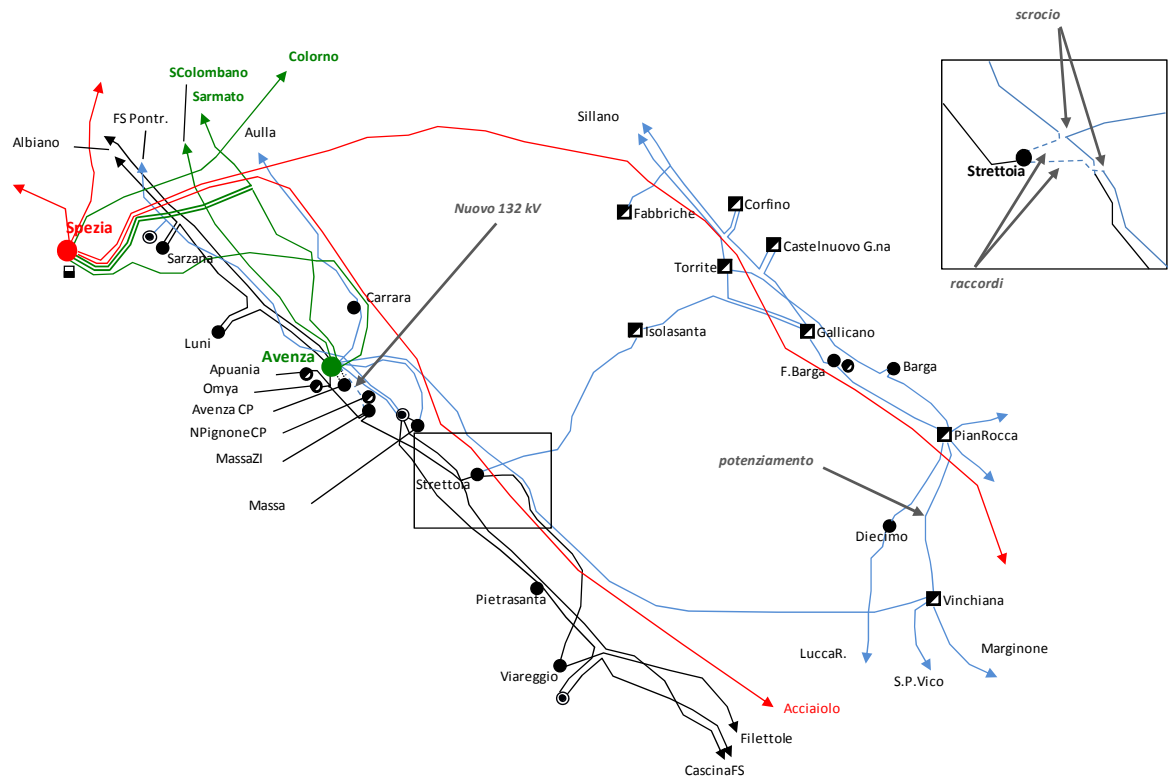 scrocio
Colorno
SColombano
Sarmato
FS Pontr.
Aulla
Albiano
Sillano
Strettoia
raccordi
Nuovo 132 kV
Fabbriche
Corfino
Spezia
Sarzana
Castelnuovo G.na
Torrite
Carrara
Luni
Isolasanta
Gallicano
Avenza
Apuania
F.Barga
Barga
Omya
Avenza CP
NPignoneCP
PianRocca
MassaZI
potenziamento
Strettoia
Massa
Diecimo
Pietrasanta
Vinchiana
LuccaR.
Marginone
Viareggio
S.P.Vico
Acciaiolo
Filettole
CascinaFS